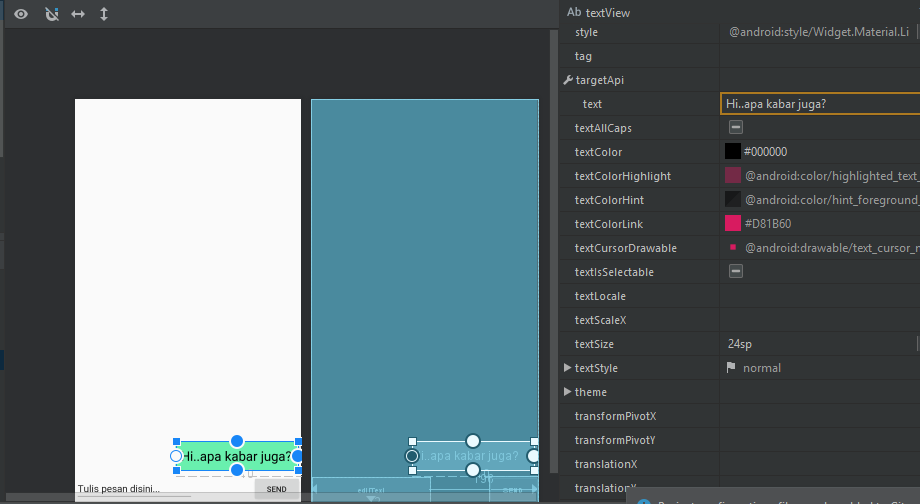 Ab textView
style @android:style/Widget.Material.Li
tag
targetApi
text Hi..apa kabar juga?
textAllCaps
textColor #000000
textColorHighlight @android:color/highlighted_text_
textColorHint @android:color/hint_foreground_
textColorLink #D81B60
textCursorDrawable @android:drawable/text_cursor_
textIsSelectable
textLocale
textScaleX
textSize 24sp
textStyle normal
theme
transformPivotX
transformPivotY
translationX
translationY
Hi..apa kabar juga?
Hi..apa kabar juga?
Tulis pesan disini...
SEND